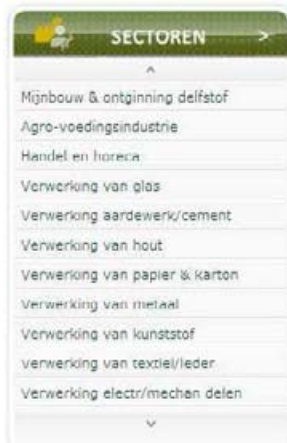 SECTOREN >
Mijnbouw & ontginning delfstof
Agro-voedingsindustrie
Handel en horeca
Verwerking van glas
Verwerking aardewerk/cement
Verwerking van hout
Verwerking van papier & karton
Verwerking van metaal
Verwerking van kunststof
Verwerking van textiel/leder
Verwerking electr/mechan delen